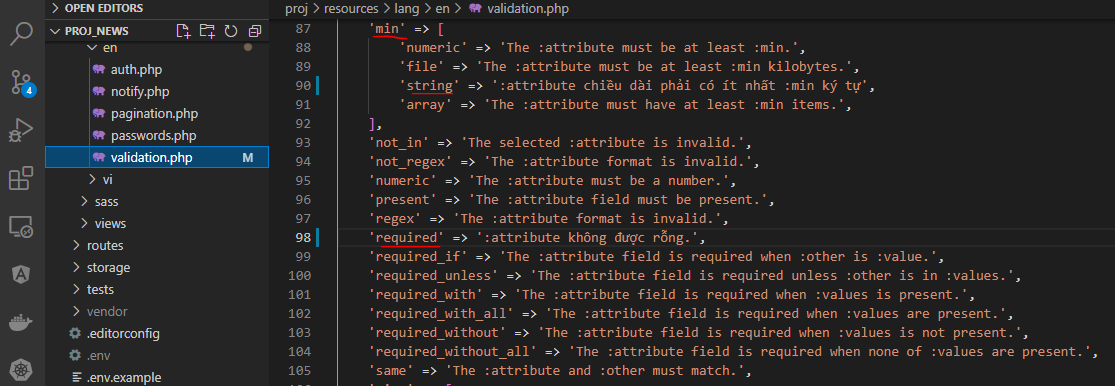 OPEN EDITORS
PROJ_NEWS
en
auth.php
notify.php
pagination.php
passwords.php
validation.php M
vi
sass
views
routes
storage
tests
vendor
.editorconfig
.env
.env.example
4
proj > resources > lang > en > validation.php
87 'min' => [
88 'numeric' => 'The :attribute must be at least :min.',
89 'file' => 'The :attribute must be at least :min kilobytes.',
90 'string' => ':attribute chiều dài phải có ít nhất :min ký tự',
91 'array' => 'The :attribute must have at least :min items.',
92 ],
93 'not_in' => 'The selected :attribute is invalid.',
94 'not_regex' => 'The :attribute format is invalid.',
95 'numeric' => 'The :attribute must be a number.',
96 'present' => 'The :attribute field must be present.',
97 'regex' => 'The :attribute format is invalid.',
98 'required' => ':attribute không được rỗng.',
99 'required_if' => 'The :attribute field is required when :other is :value.',
100 'required_unless' => 'The :attribute field is required unless :other is in :values.',
101 'required_with' => 'The :attribute field is required when :values is present.',
102 'required_with_all' => 'The :attribute field is required when :values are present.',
103 'required_without' => 'The :attribute field is required when :values is not present.',
104 'required_without_all' => 'The :attribute field is required when none of :values are present.',
105 'same' => 'The :attribute and :other must match.',